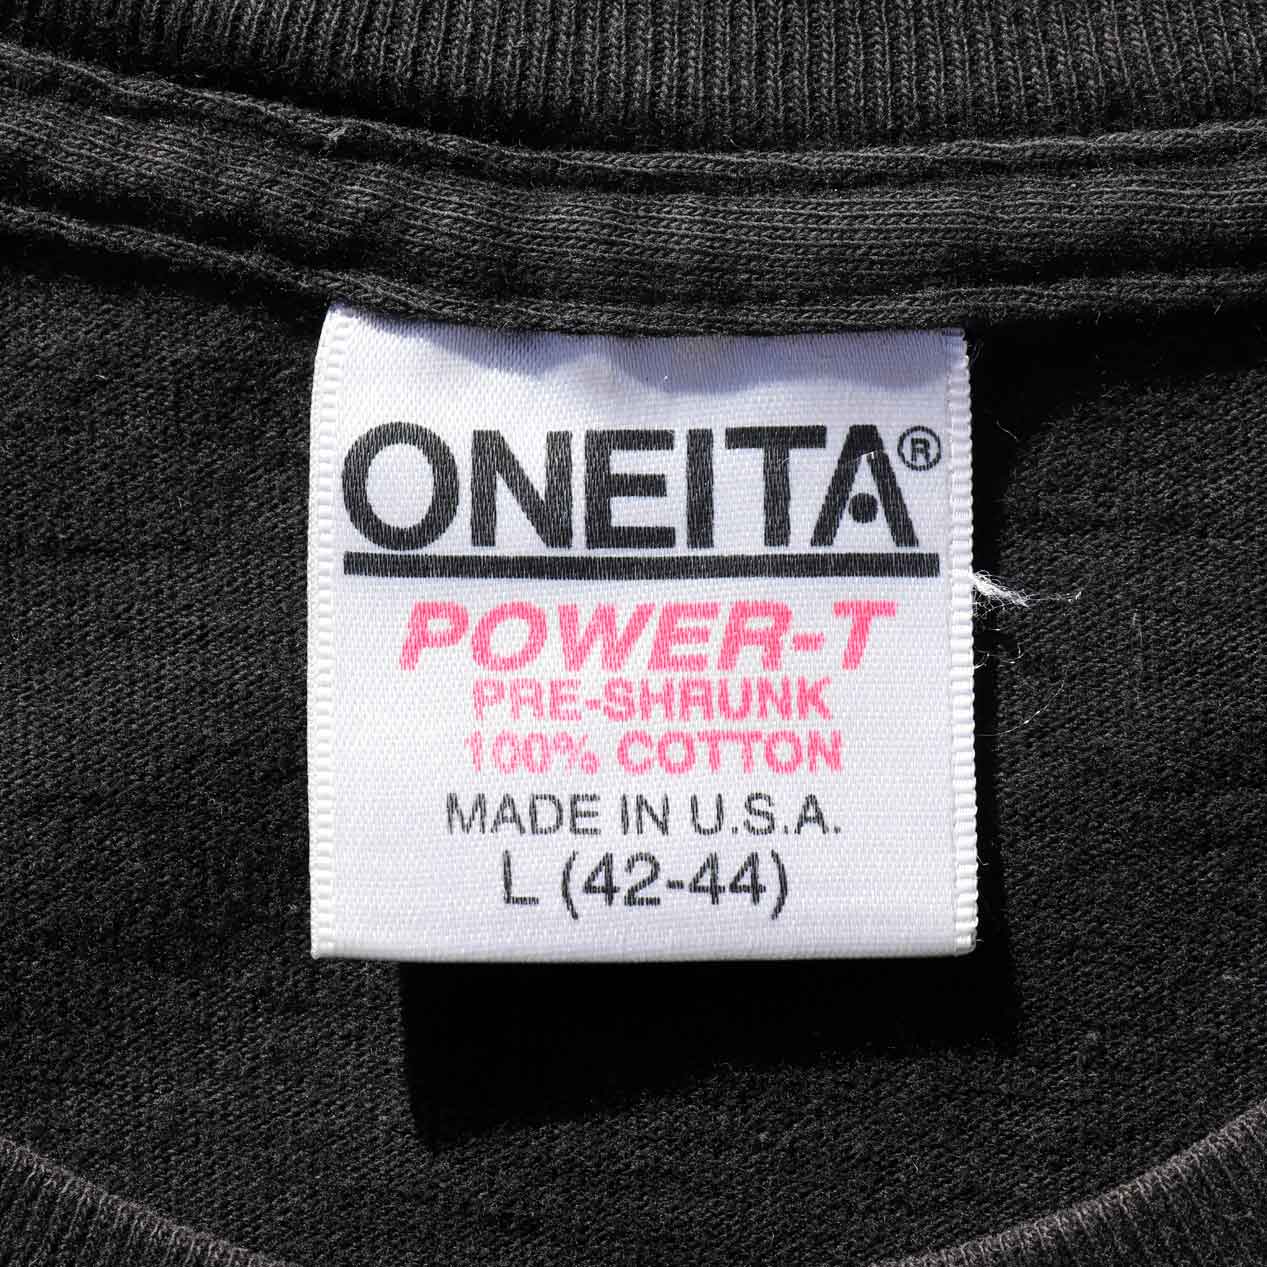 ONEITA®
POWER-T
PRE-SHRUNK
100% COTTON
MADE IN U.S.A.
L (42-44)